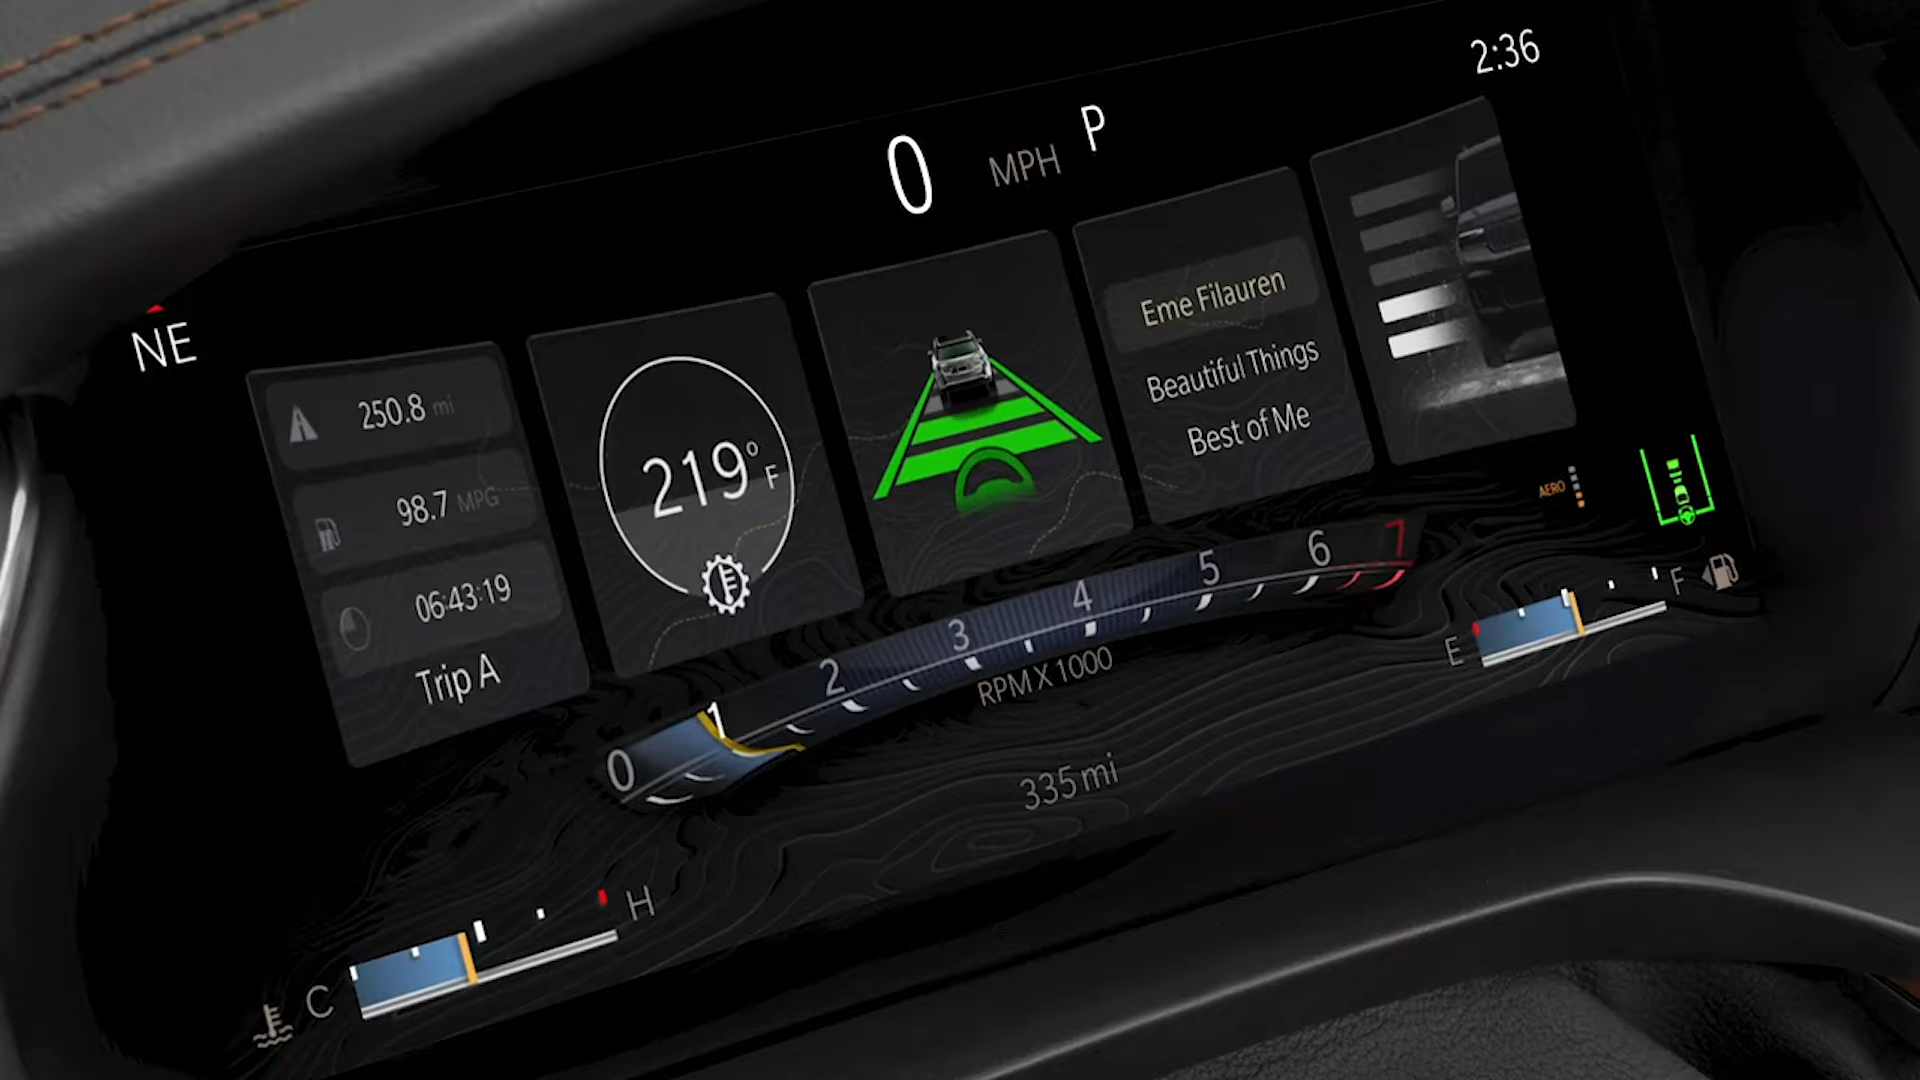 2:36
0 MPH P
NE
250.8 mi
98.7 MPG
06:43:19
Trip A
219°F
Eme Filauren
Beautiful Things
Best of Me
AERO
0 1 2 3 4 5 6 7
RPM X 1000
E F
335 mi
C H